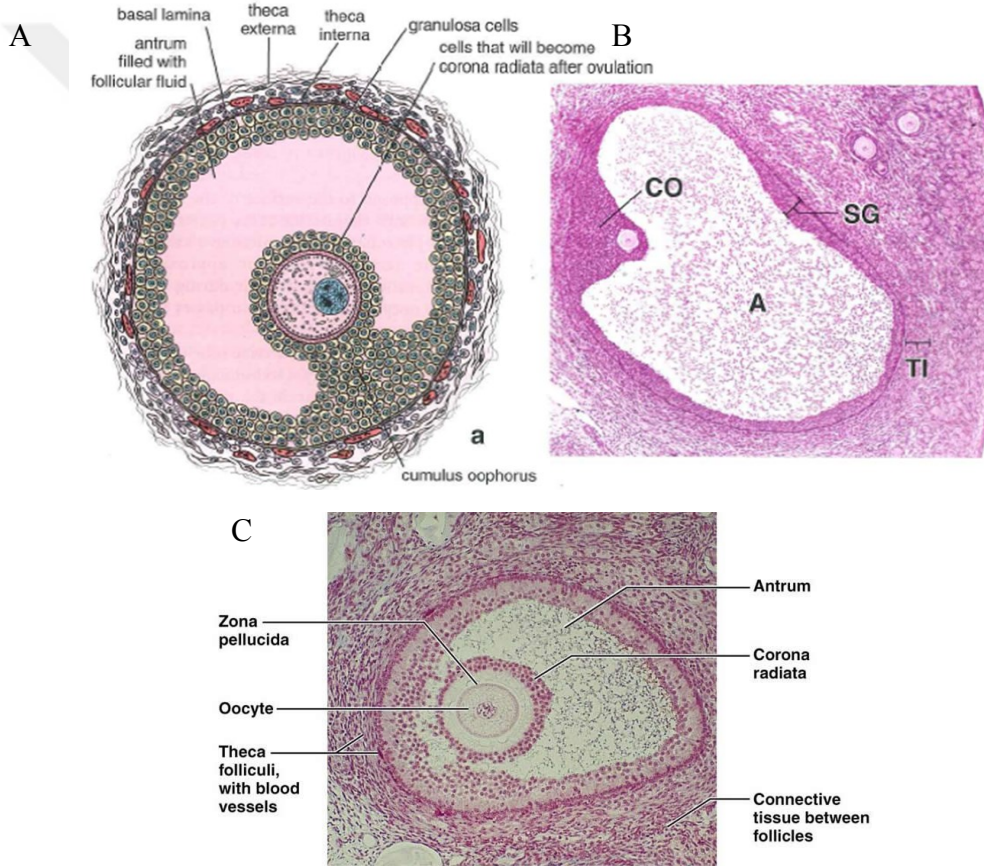 A
basal lamina
theca
externa
theca
interna
granulosa cells
antrum
filled with
follicular fluid
cells that will become
corona radiata after ovulation
a
cumulus oophorus
B
CO
SG
A
TI
C
Zona
pellucida
Oocyte
Theca
folliculi,
with blood
vessels
Antrum
Corona
radiata
Connective
tissue between
follicles